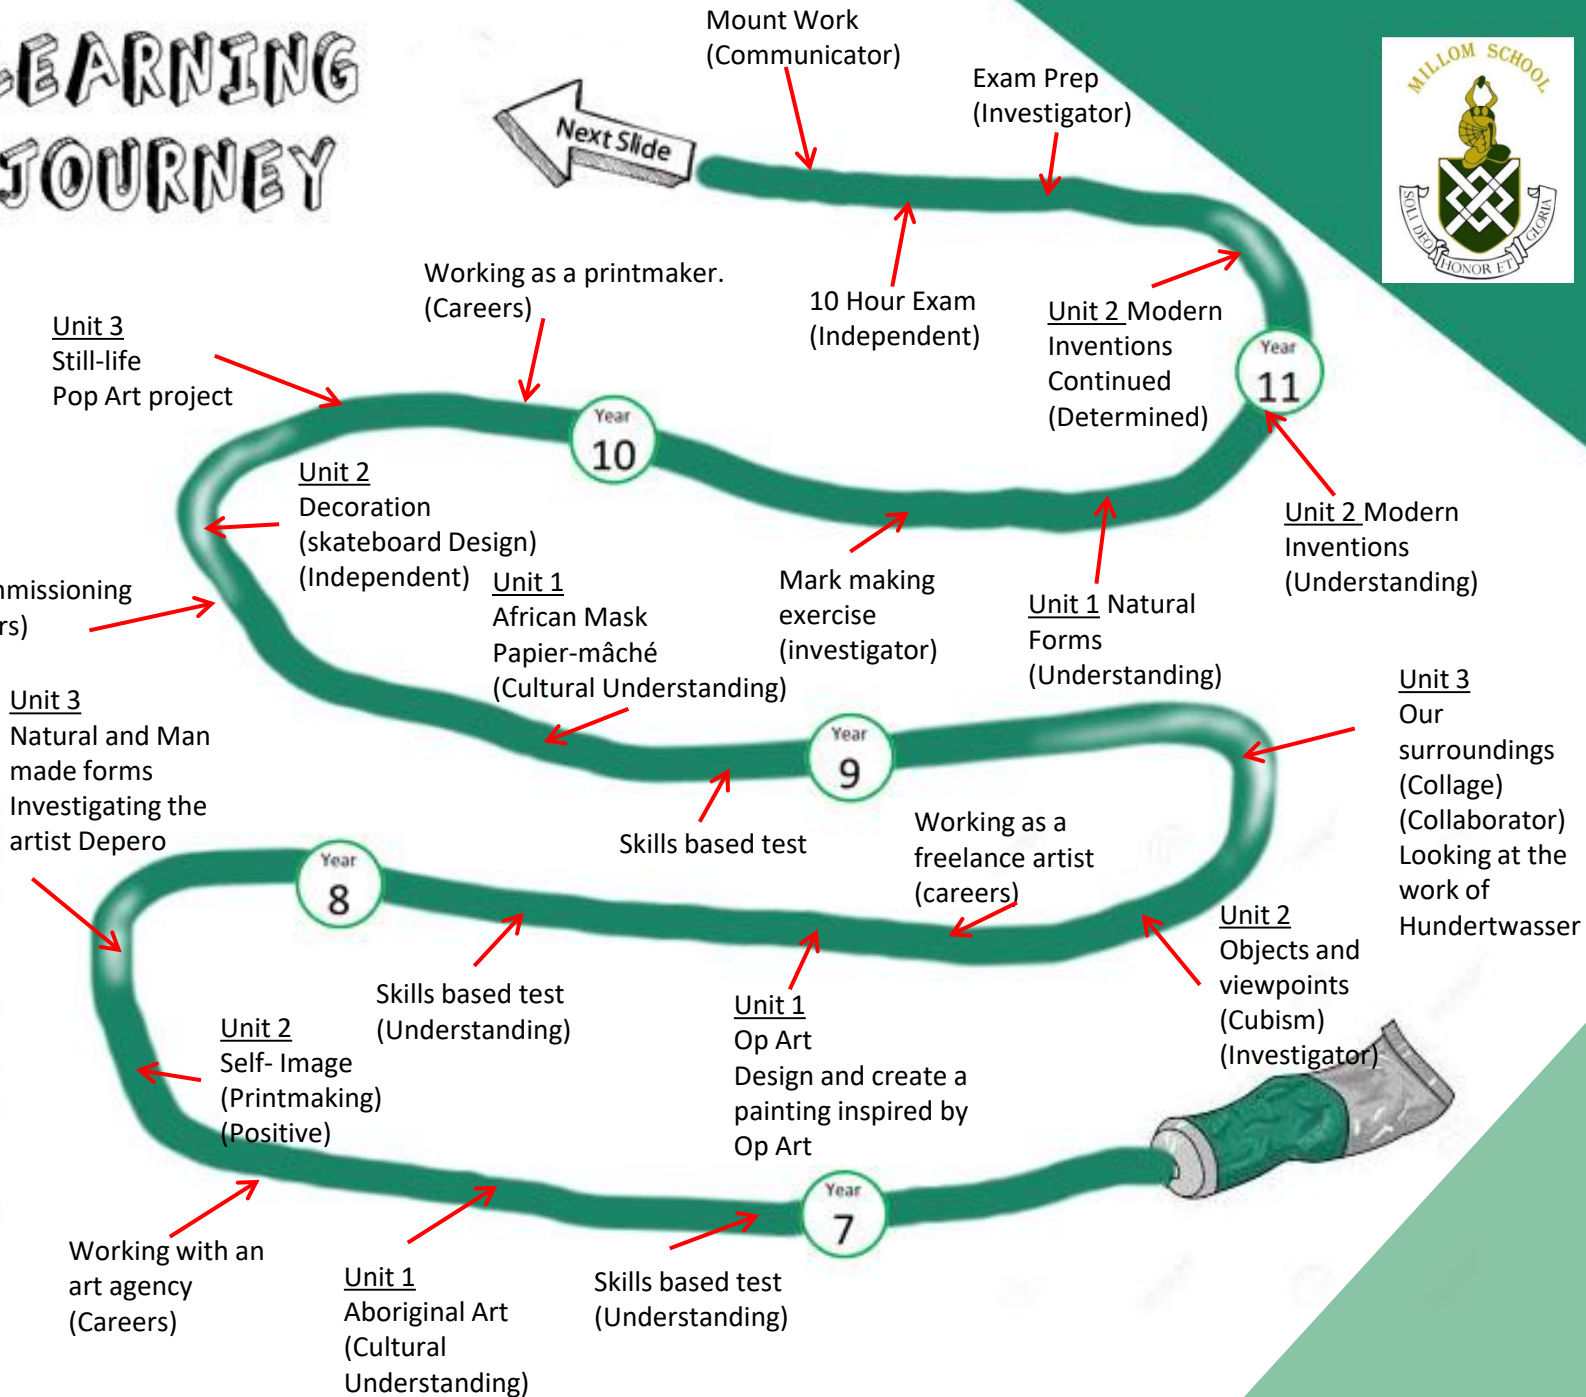 LEARNING
JOURNEY
Next Slide
Mount Work
(Communicator)
Exam Prep
(Investigator)
MILLOM SCHOOL
SOLI DEO
HONOR ET
GLORIA
10 Hour Exam
(Independent)
Unit 2 Modern
Inventions
Continued
(Determined)
Year
11
Unit 2 Modern
Inventions
(Understanding)
Unit 1 Natural
Forms
(Understanding)
Mark making
exercise
(investigator)
Year
10
Working as a printmaker.
(Careers)
Unit 3
Still-life
Pop Art project
Unit 2
Decoration
(skateboard Design)
(Independent)
Unit 1
African Mask
Papier-mâché
(Cultural Understanding)
Skills based test
Year
9
Unit 3
Our
surroundings
(Collage)
(Collaborator)
Looking at the
work of
Hundertwasser
Unit 2
Objects and
viewpoints
(Cubism)
(Investigator)
Working as a
freelance artist
(careers)
Unit 1
Op Art
Design and create a
painting inspired by
Op Art
Skills based test
(Understanding)
Year
8
Unit 3
Natural and Man
made forms
Investigating the
artist Depero
Unit 2
Self- Image
(Printmaking)
(Positive)
Working with an
art agency
(Careers)
Unit 1
Aboriginal Art
(Cultural
Understanding)
Skills based test
(Understanding)
Year
7